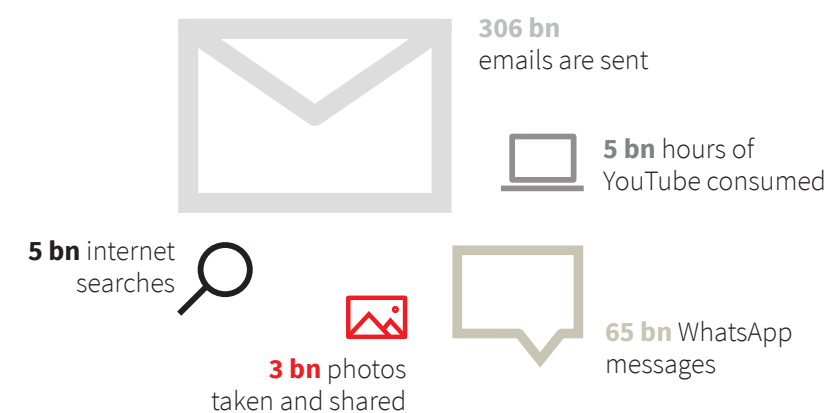 306 bn
emails are sent
5 bn hours of
YouTube consumed
5 bn internet
searches
3 bn photos
taken and shared
65 bn WhatsApp
messages